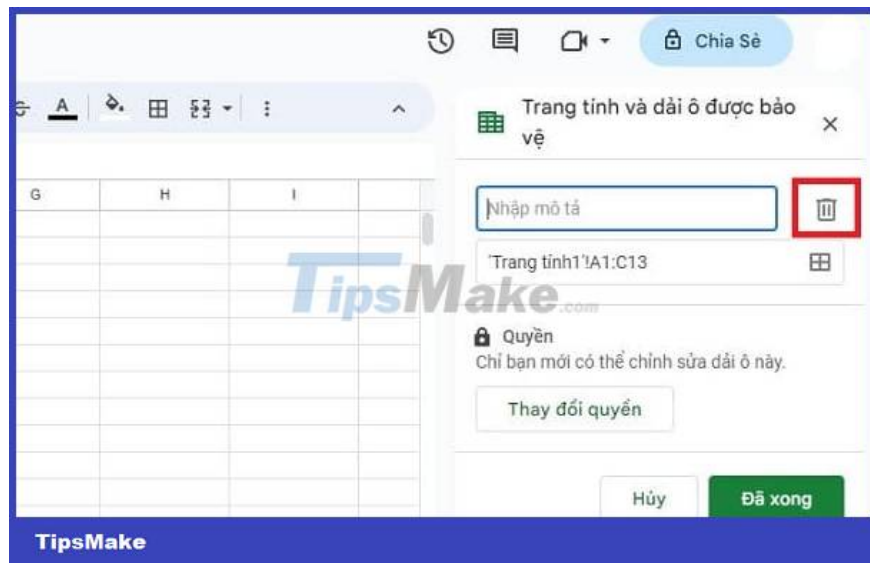 Chia Sẻ
A
Trang tính và dải ô được bảo
vệ
G H I
Nhập mô tả
'Trang tính1'!A1:C13
TipsMake.com
Quyền
Chỉ bạn mới có thể chỉnh sửa dải ô này.
Thay đổi quyền
Hủy Đã xong
TipsMake